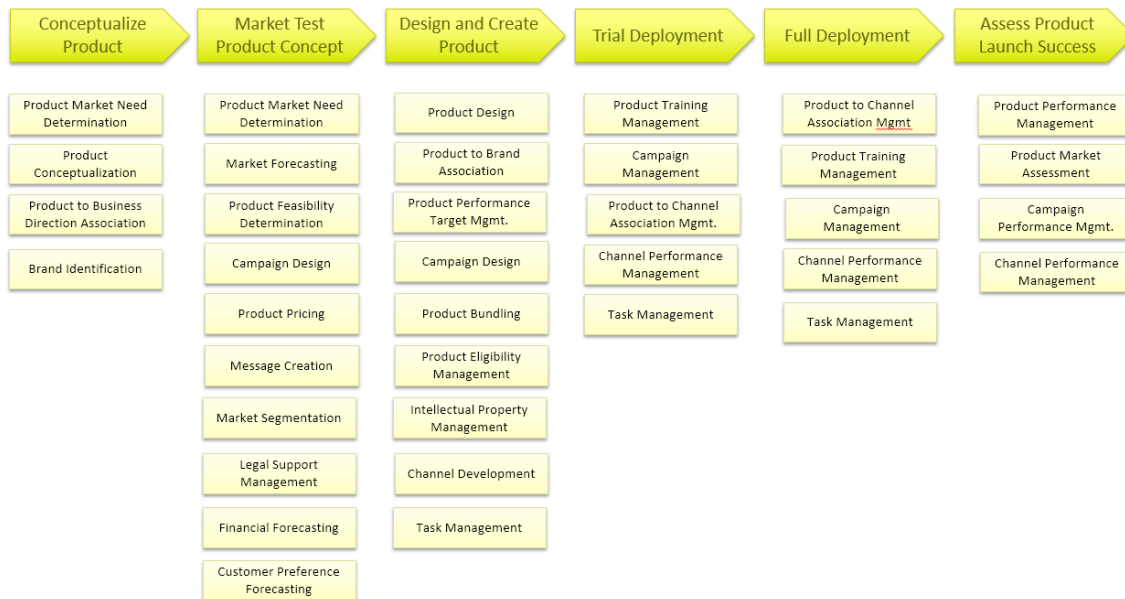 Conceptualize
Product
Market Test
Product Concept
Design and Create
Product
Trial Deployment
Full Deployment
Assess Product
Launch Success
Product Market Need
Determination
Product
Conceptualization
Product to Business
Direction Association
Brand Identification
Product Market Need
Determination
Market Forecasting
Product Feasibility
Determination
Campaign Design
Product Pricing
Message Creation
Market Segmentation
Legal Support
Management
Financial Forecasting
Customer Preference
Forecasting
Product Design
Product to Brand
Association
Product Performance
Target Mgmt.
Campaign Design
Product Bundling
Product Eligibility
Management
Intellectual Property
Management
Channel Development
Task Management
Product Training
Management
Campaign
Management
Product to Channel
Association Mgmt.
Channel Performance
Management
Task Management
Product to Channel
Association Mgmt
Product Training
Management
Campaign
Management
Channel Performance
Management
Task Management
Product Performance
Management
Product Market
Assessment
Campaign
Performance Mgmt.
Channel Performance
Management